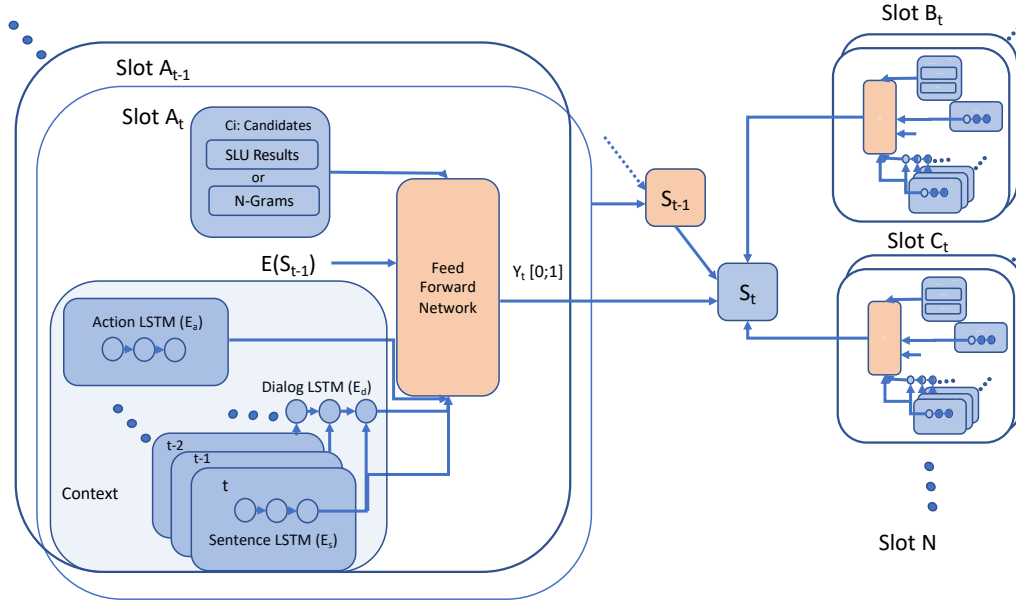 Slot A_{t-1}
Slot A_t
Ci: Candidates
SLU Results
or
N-Grams
E(S_{t-1})
Feed
Forward
Network
Y_t [0;1]
Action LSTM (E_a)
Dialog LSTM (E_d)
t-2
t-1
t
Context
Sentence LSTM (E_s)
S_{t-1}
S_t
Slot B_t
Slot C_t
Slot N